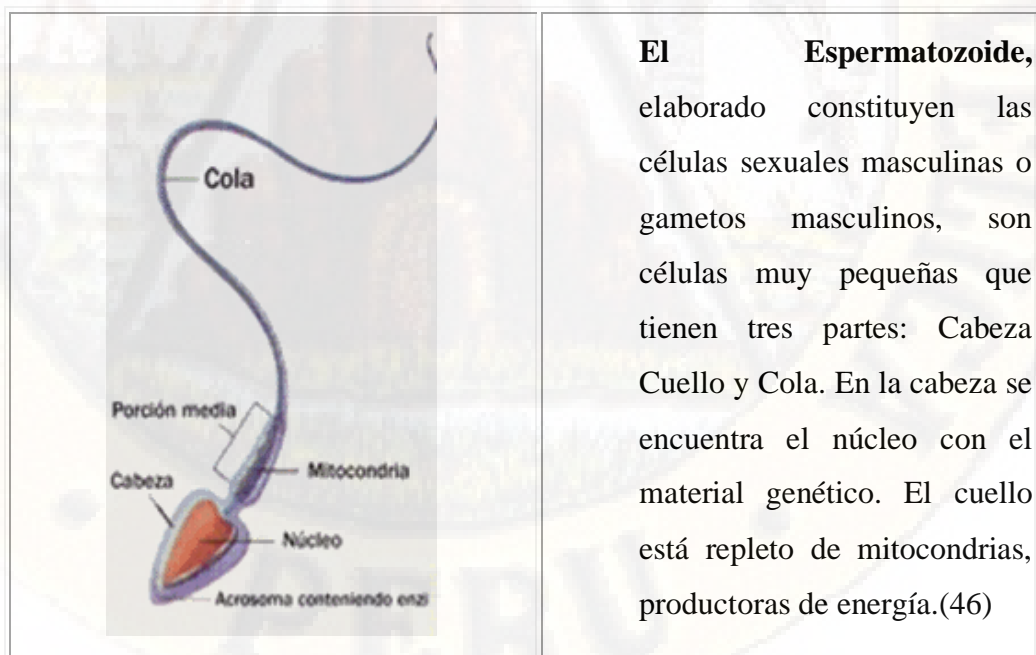 Cola
Porción media
Mitocondria
Cabeza
Núcleo
Acrosoma conteniendo enzi
El Espermatozoide,
elaborado constituyen las
células sexuales masculinas o
gametos masculinos, son
células muy pequeñas que
tienen tres partes: Cabeza
Cuello y Cola. En la cabeza se
encuentra el núcleo con el
material genético. El cuello
está repleto de mitocondrias,
productoras de energía.(46)
PERU